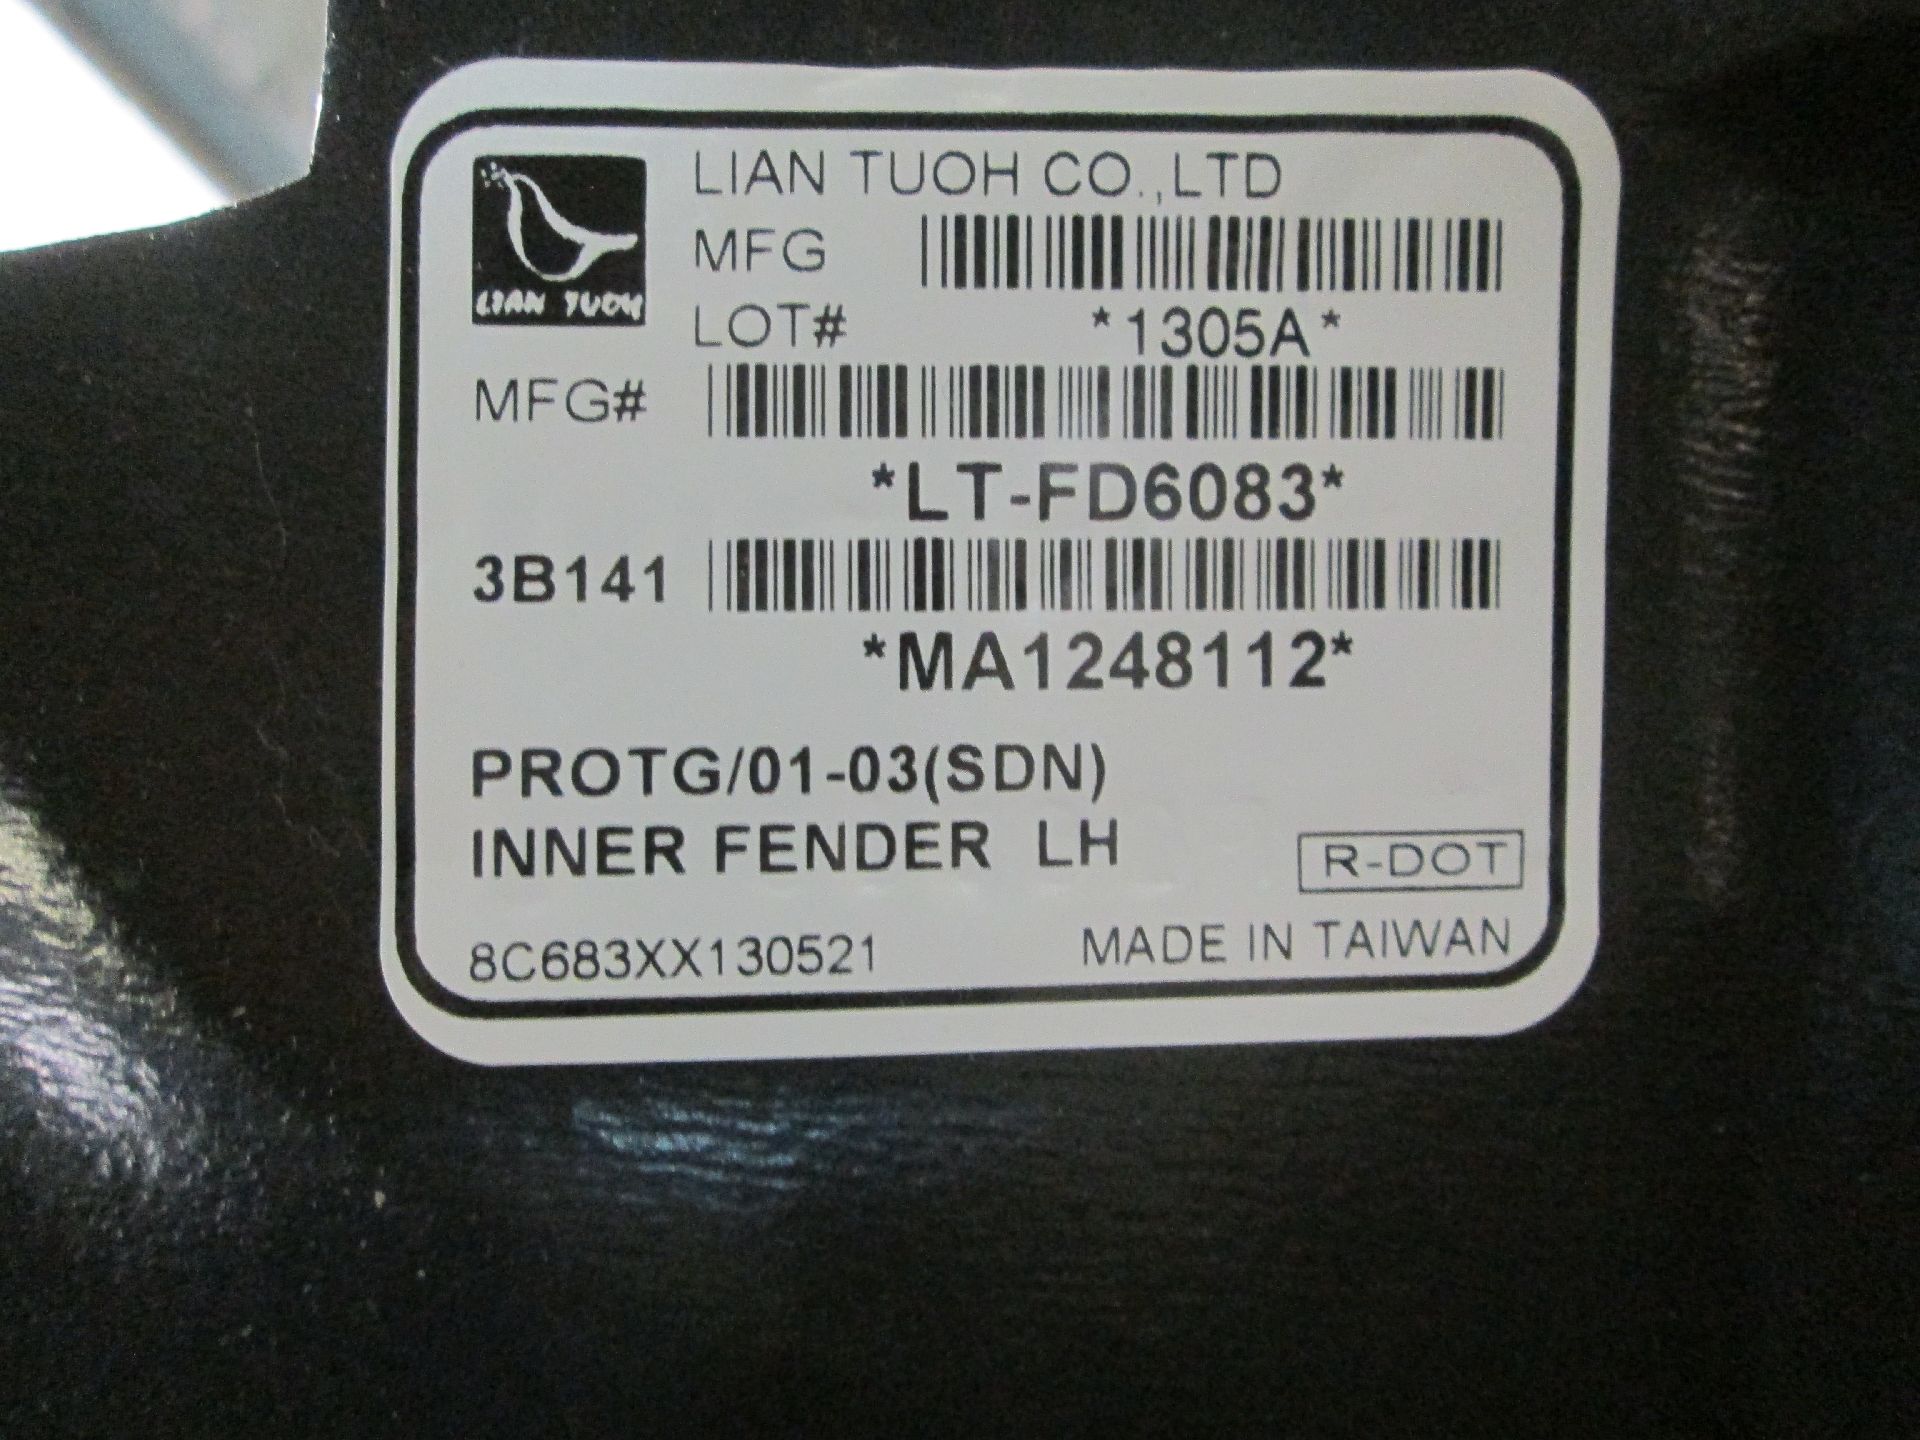 LIAN TUOH CO.,LTD
LIAN TUOH
MFG
LOT# *1305A*
MFG#
*LT-FD6083*
3B141
*MA1248112*
PROTG/01-03(SDN)
INNER FENDER LH
R-DOT
8C683XX130521 MADE IN TAIWAN